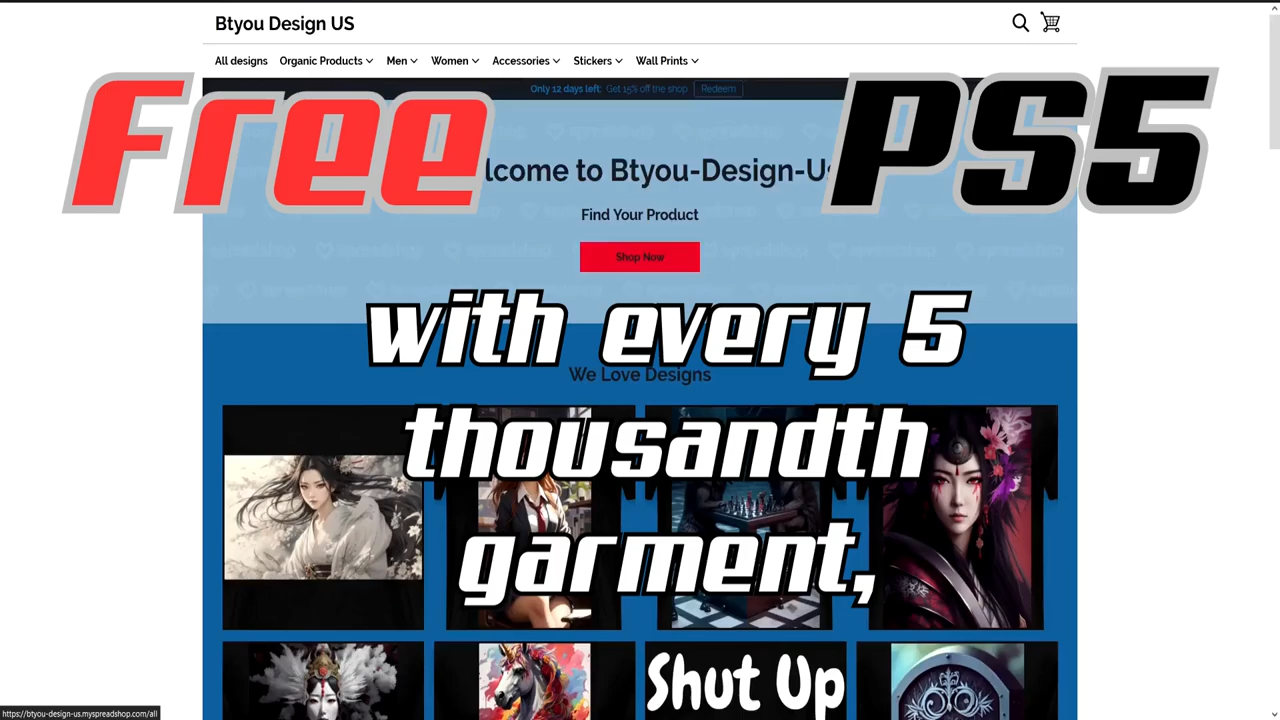 Btyou Design US
All designs Organic Products Men Women Accessories Stickers Wall Prints
Only 12 days left: Get 15% off the shop Redeem
Free PS5
lcome to Btyou-Design-Us
Find Your Product
Shop Now
with every 5
We Love Designs
thousandth
garment,
Shut Up
https://btyou-design-us.myspreadshop.com/all